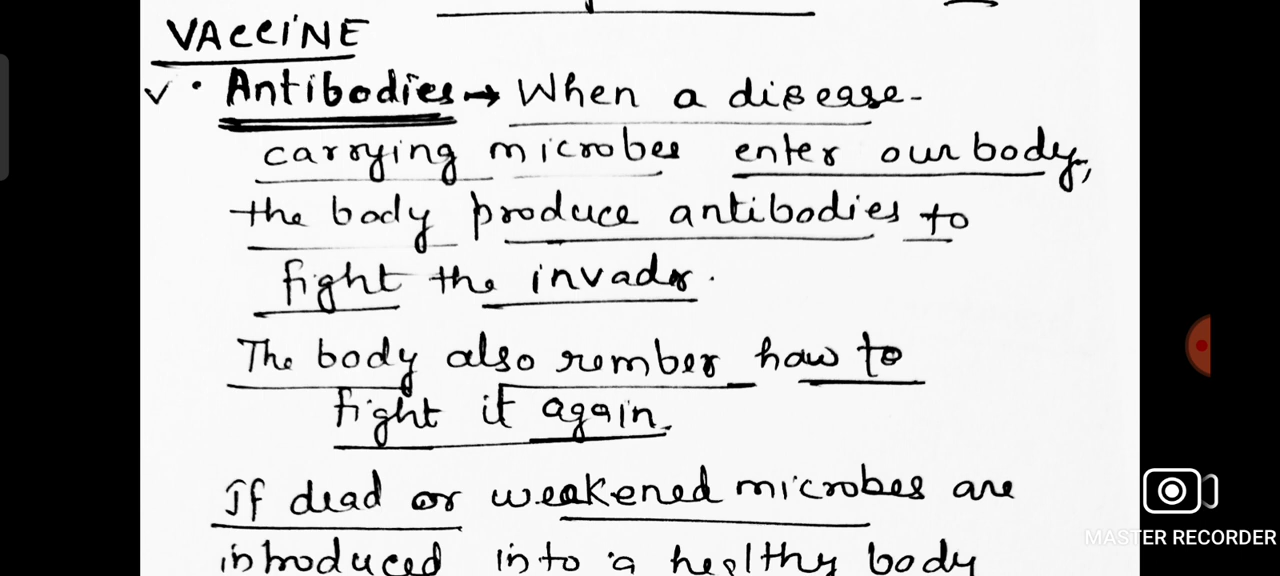 VACCINE
✓ • Antibodies → When a disease-
carrying microbes enter our body,
the body produce antibodies to
fight the invader.
The body also rember how to
fight it again.
If dead or weakened microbes are
introduced into a healthy body
MASTER RECORDER